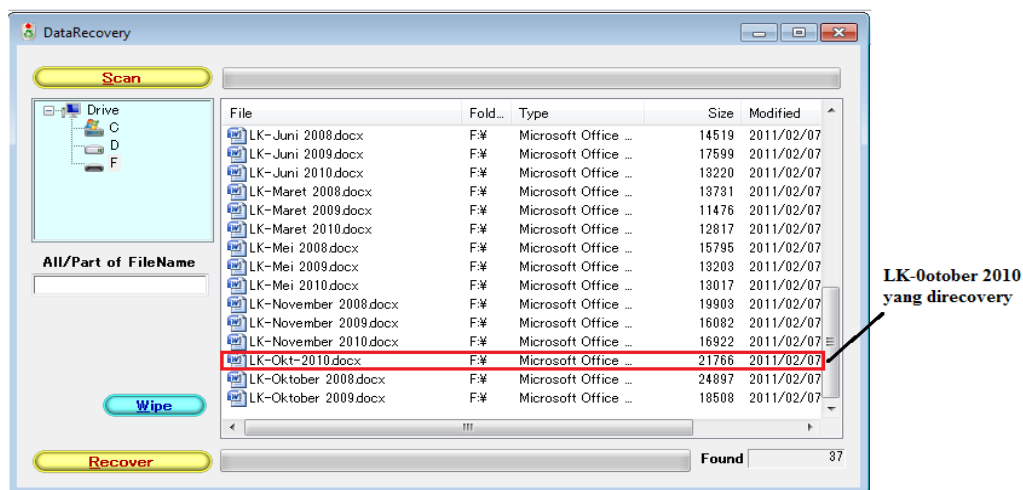 DataRecovery
Scan
Drive
C
D
F
All/Part of FileName
Wipe
File Fold... Type Size Modified
LK-Juni 2008.docx F:¥ Microsoft Office ... 14519 2011/02/07
LK-Juni 2009.docx F:¥ Microsoft Office ... 17599 2011/02/07
LK-Juni 2010.docx F:¥ Microsoft Office ... 13220 2011/02/07
LK-Maret 2008.docx F:¥ Microsoft Office ... 13731 2011/02/07
LK-Maret 2009.docx F:¥ Microsoft Office ... 11476 2011/02/07
LK-Maret 2010.docx F:¥ Microsoft Office ... 12817 2011/02/07
LK-Mei 2008.docx F:¥ Microsoft Office ... 15795 2011/02/07
LK-Mei 2009.docx F:¥ Microsoft Office ... 13203 2011/02/07
LK-Mei 2010.docx F:¥ Microsoft Office ... 13017 2011/02/07
LK-November 2008.docx F:¥ Microsoft Office ... 19903 2011/02/07
LK-November 2009.docx F:¥ Microsoft Office ... 16082 2011/02/07
LK-November 2010.docx F:¥ Microsoft Office ... 16922 2011/02/07
LK-Okt-2010.docx F:¥ Microsoft Office ... 21766 2011/02/07
LK-Oktober 2008.docx F:¥ Microsoft Office ... 24897 2011/02/07
LK-Oktober 2009.docx F:¥ Microsoft Office ... 18508 2011/02/07
LK-0otober 2010
yang direcovery
Recover
Found 37